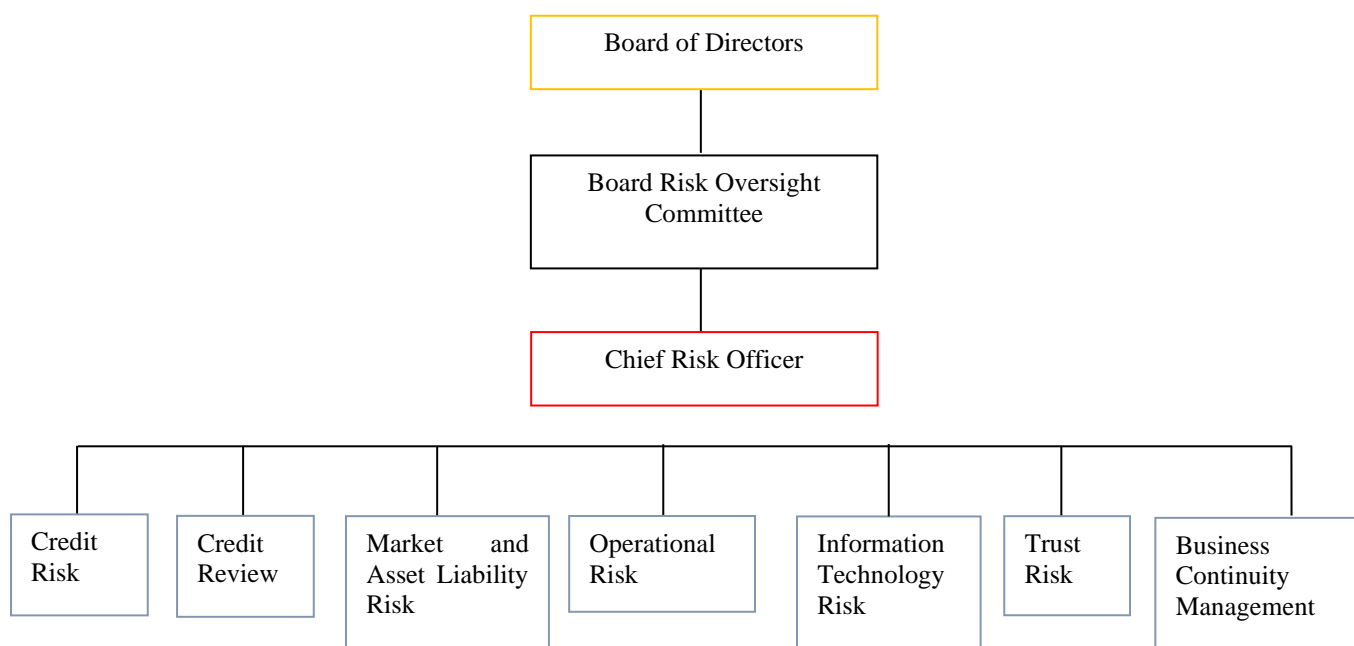 Board of Directors
Board Risk Oversight
Committee
Chief Risk Officer
Credit
Risk
Credit
Review
Market and
Asset Liability
Risk
Operational
Risk
Information
Technology
Risk
Trust
Risk
Business
Continuity
Management